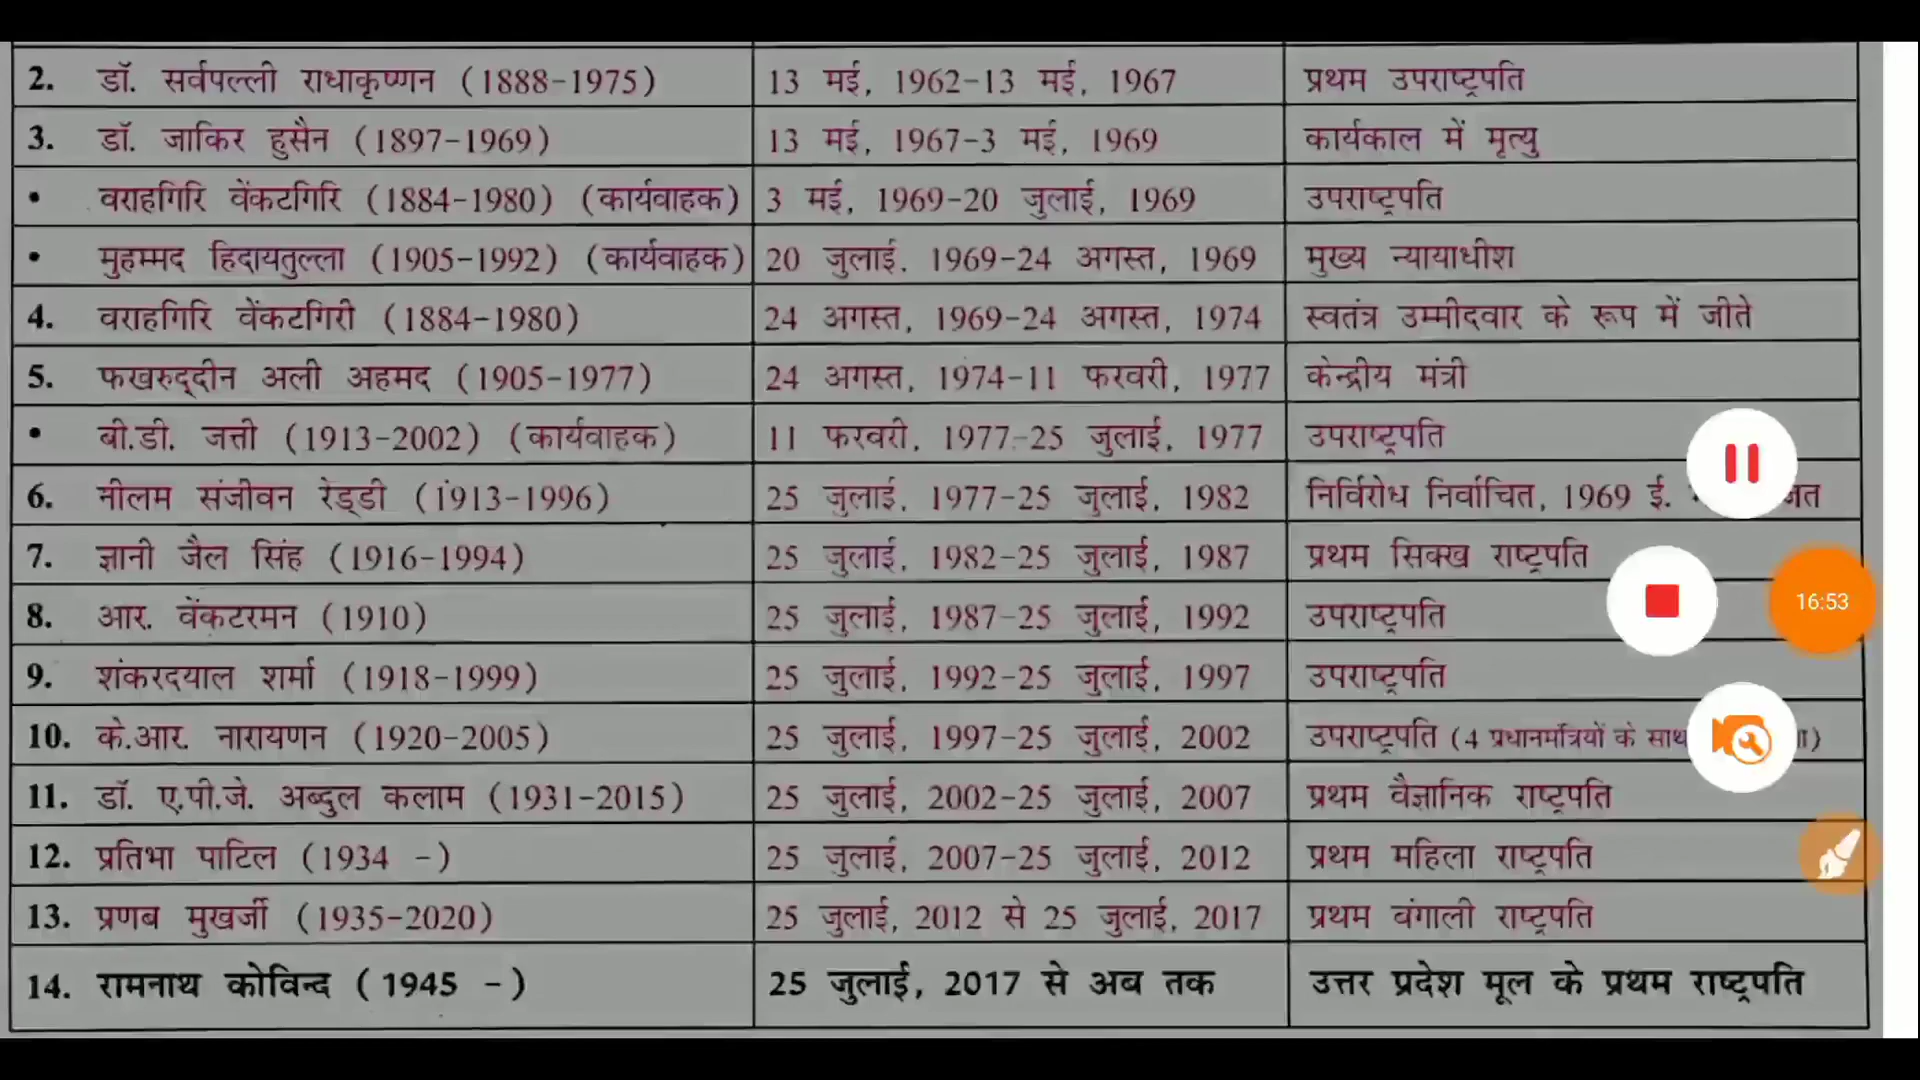 2. डॉ. सर्वपल्ली राधाकृष्णन (1888-1975) 13 मई, 1962-13 मई, 1967 प्रथम उपराष्ट्रपति
3. डॉ. जाकिर हुसैन (1897-1969) 13 मई, 1967-3 मई, 1969 कार्यकाल में मृत्यु
• वराहगिरि वेंकटगिरि (1884-1980) (कार्यवाहक) 3 मई, 1969-20 जुलाई, 1969 उपराष्ट्रपति
• मुहम्मद हिदायतुल्ला (1905-1992) (कार्यवाहक) 20 जुलाई, 1969-24 अगस्त, 1969 मुख्य न्यायाधीश
4. वराहगिरि वेंकटगिरी (1884-1980) 24 अगस्त, 1969-24 अगस्त, 1974 स्वतंत्र उम्मीदवार के रूप में जीते
5. फखरुद्दीन अली अहमद (1905-1977) 24 अगस्त, 1974-11 फरवरी, 1977 केन्द्रीय मंत्री
• बी.डी. जत्ती (1913-2002) (कार्यवाहक) 11 फरवरी, 1977-25 जुलाई, 1977 उपराष्ट्रपति
6. नीलम संजीवन रेड्डी (1913-1996) 25 जुलाई, 1977-25 जुलाई, 1982 निर्विरोध निर्वाचित, 1969 ई.
7. ज्ञानी जैल सिंह (1916-1994) 25 जुलाई, 1982-25 जुलाई, 1987 प्रथम सिक्ख राष्ट्रपति
16:53
8. आर. वेंकटरमन (1910) 25 जुलाई, 1987-25 जुलाई, 1992 उपराष्ट्रपति
9. शंकरदयाल शर्मा (1918-1999) 25 जुलाई, 1992-25 जुलाई, 1997 उपराष्ट्रपति
10. के.आर. नारायणन (1920-2005) 25 जुलाई, 1997-25 जुलाई, 2002 उपराष्ट्रपति (4 प्रधानमंत्रियों के साथ
11. डॉ. ए.पी.जे. अब्दुल कलाम (1931-2015) 25 जुलाई, 2002-25 जुलाई, 2007 प्रथम वैज्ञानिक राष्ट्रपति
12. प्रतिभा पाटिल (1934 -) 25 जुलाई, 2007-25 जुलाई, 2012 प्रथम महिला राष्ट्रपति
13. प्रणब मुखर्जी (1935-2020) 25 जुलाई, 2012 से 25 जुलाई, 2017 प्रथम बंगाली राष्ट्रपति
14. रामनाथ कोविन्द (1945 -) 25 जुलाई, 2017 से अब तक उत्तर प्रदेश मूल के प्रथम राष्ट्रपति